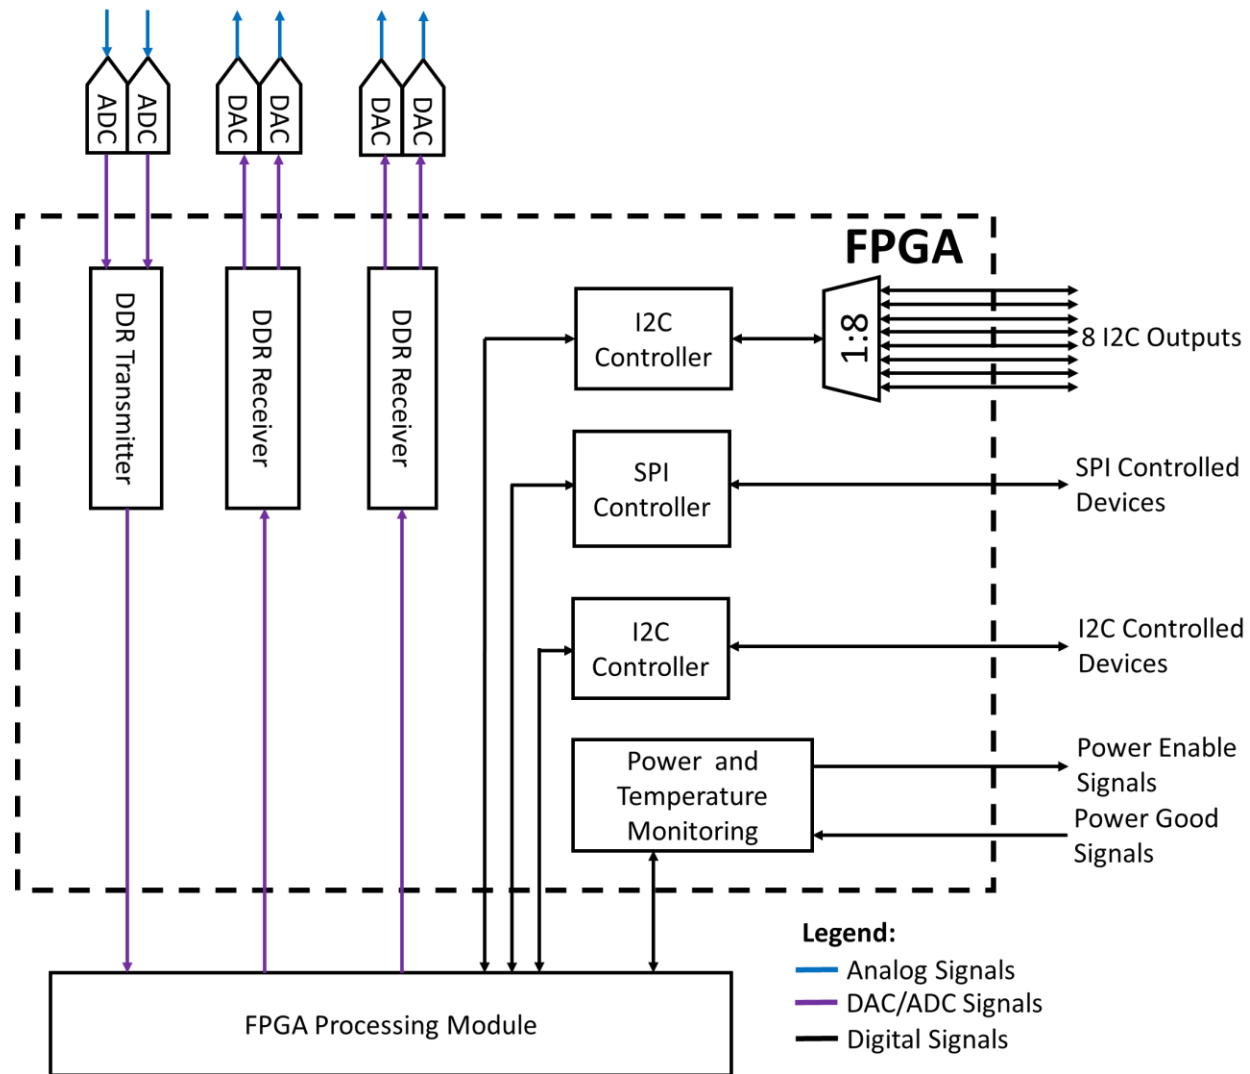 ADC
ADC
DAC
DAC
DAC
DAC
FPGA
DDR Transmitter
DDR Receiver
DDR Receiver
I2C
Controller
1:8
8 I2C Outputs
SPI
Controller
SPI Controlled
Devices
I2C
Controller
I2C Controlled
Devices
Power and
Temperature
Monitoring
Power Enable
Signals
Power Good
Signals
Legend:
Analog Signals
DAC/ADC Signals
Digital Signals
FPGA Processing Module